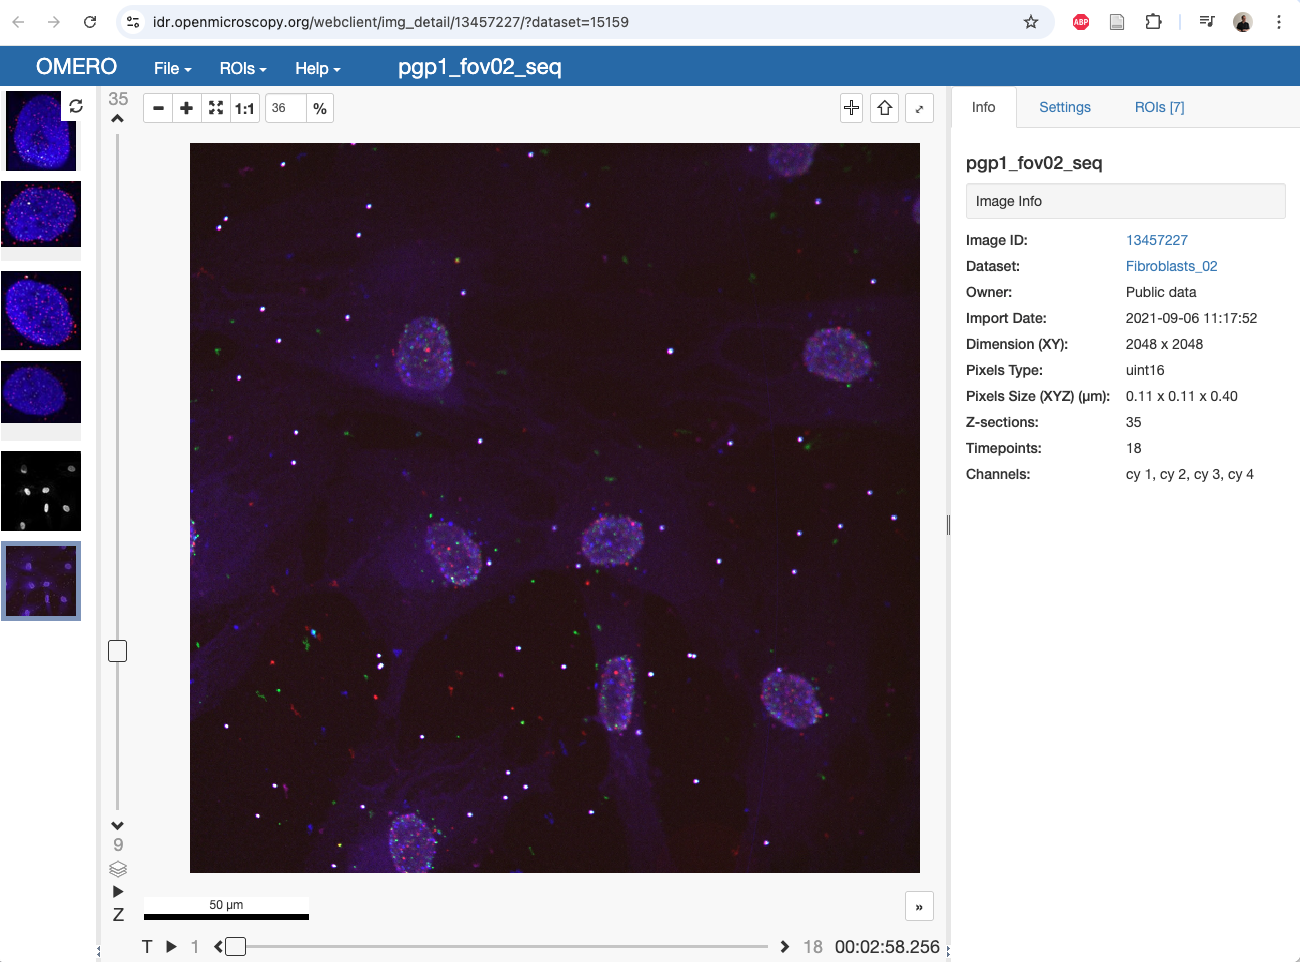 idr.openmicroscopy.org/webclient/img_detail/13457227/?dataset=15159
ABP
OMERO File ROIs Help pgp1_fov02_seq
35
1:1 36 %
Info Settings ROIs [7]
pgp1_fov02_seq
Image Info
Image ID: 13457227
Dataset: Fibroblasts_02
Owner: Public data
Import Date: 2021-09-06 11:17:52
Dimension (XY): 2048 x 2048
Pixels Type: uint16
Pixels Size (XYZ) (µm): 0.11 x 0.11 x 0.40
Z-sections: 35
Timepoints: 18
Channels: cy 1, cy 2, cy 3, cy 4
9
Z
50 µm
»
T 1 18 00:02:58.256